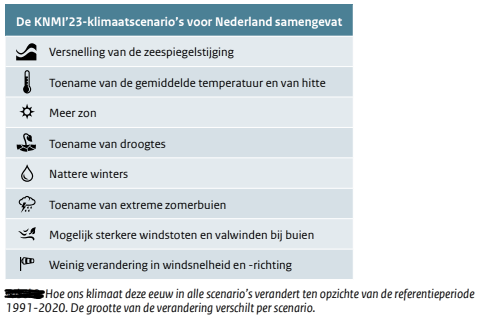 De KNMI’23-klimaatscenario’s voor Nederland samengevat
Versnelling van de zeespiegelstijging
Toename van de gemiddelde temperatuur en van hitte
Meer zon
Toename van droogtes
Nattere winters
Toename van extreme zomerbuien
Mogelijk sterkere windstoten en valwinden bij buien
Weinig verandering in windsnelheid en -richting
Hoe ons klimaat deze eeuw in alle scenario’s verandert ten opzichte van de referentieperiode
1991-2020. De grootte van de verandering verschilt per scenario.